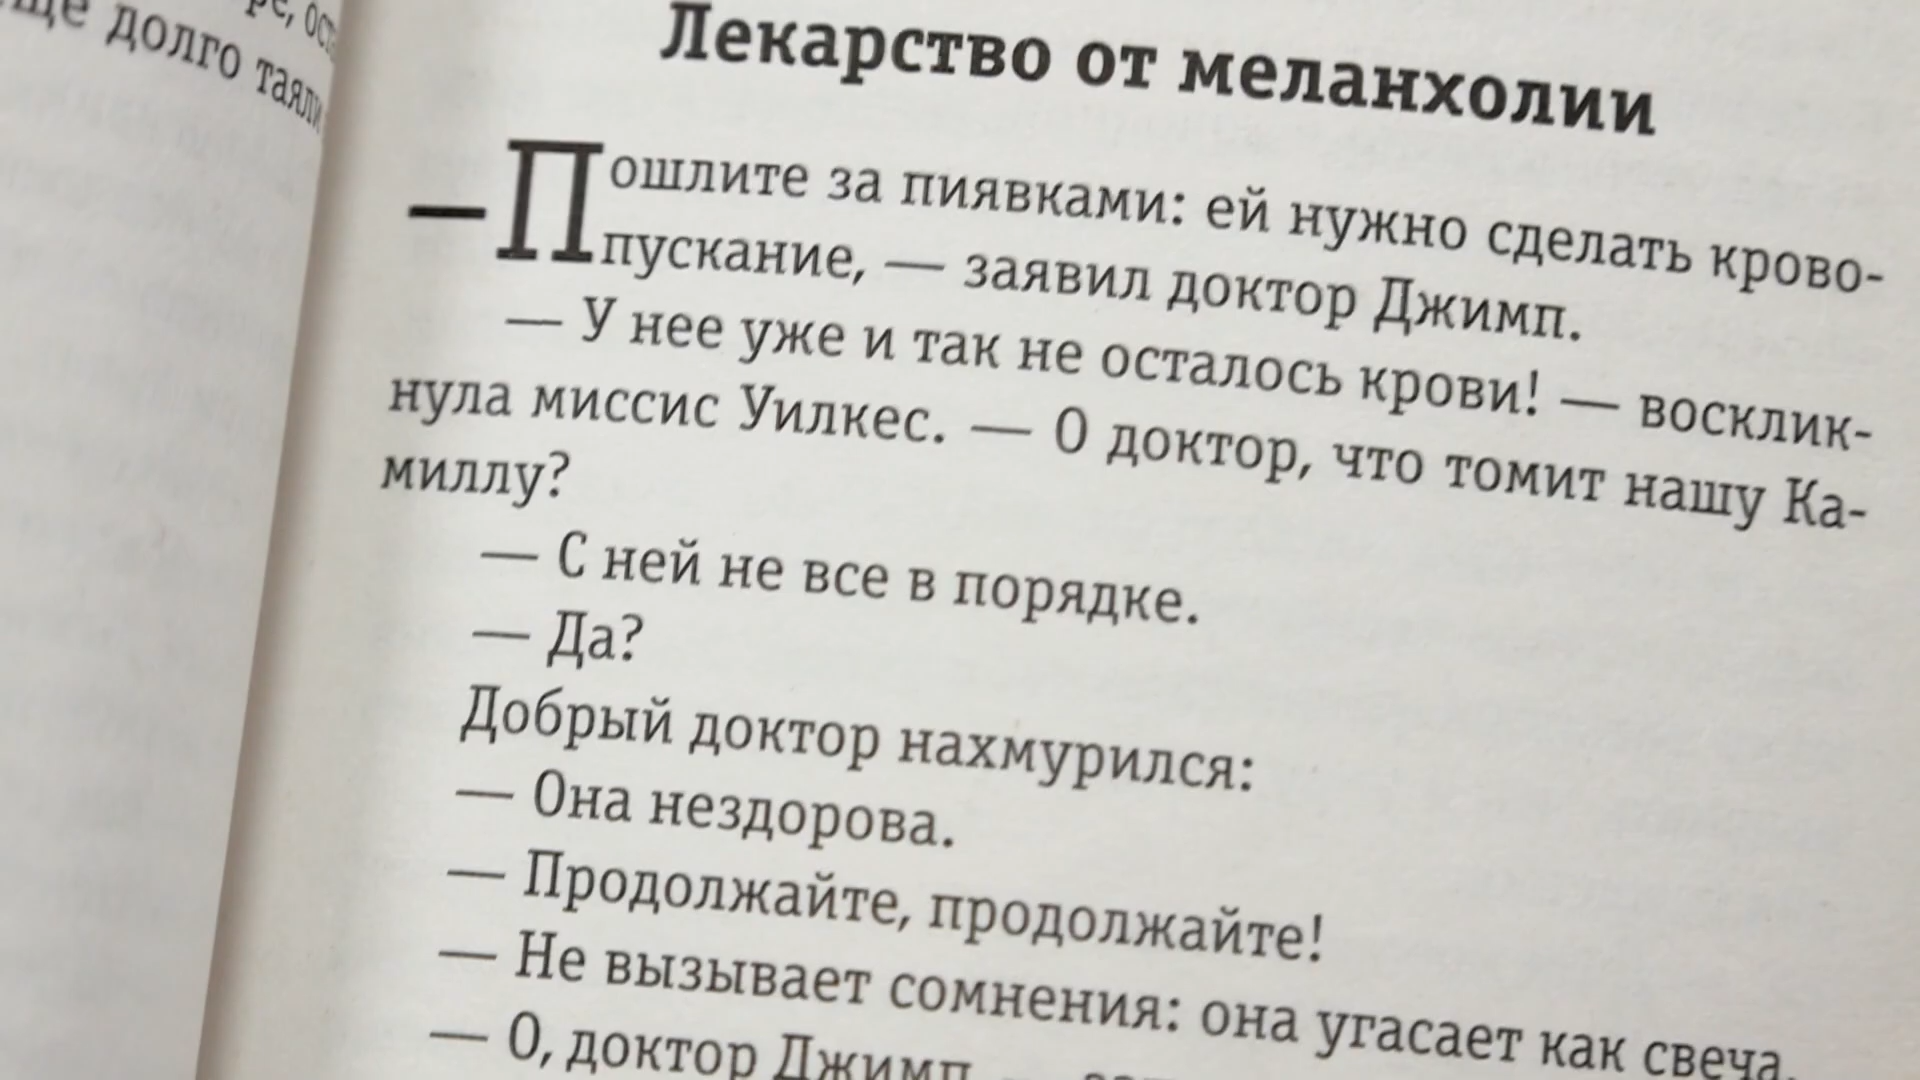 долго таяли
Лекарство от меланхолии
— Пошлите за пиявками: ей нужно сделать крово-
пускание, — заявил доктор Джимп.
— У нее уже и так не осталось крови! — восклик-
нула миссис Уилкес. — О доктор, что томит нашу Ка-
миллу?
— С ней не все в порядке.
— Да?
Добрый доктор нахмурился:
— Она нездорова.
— Продолжайте, продолжайте!
— Не вызывает сомнения: она угасает как свеча.
— О, доктор Джимп, —